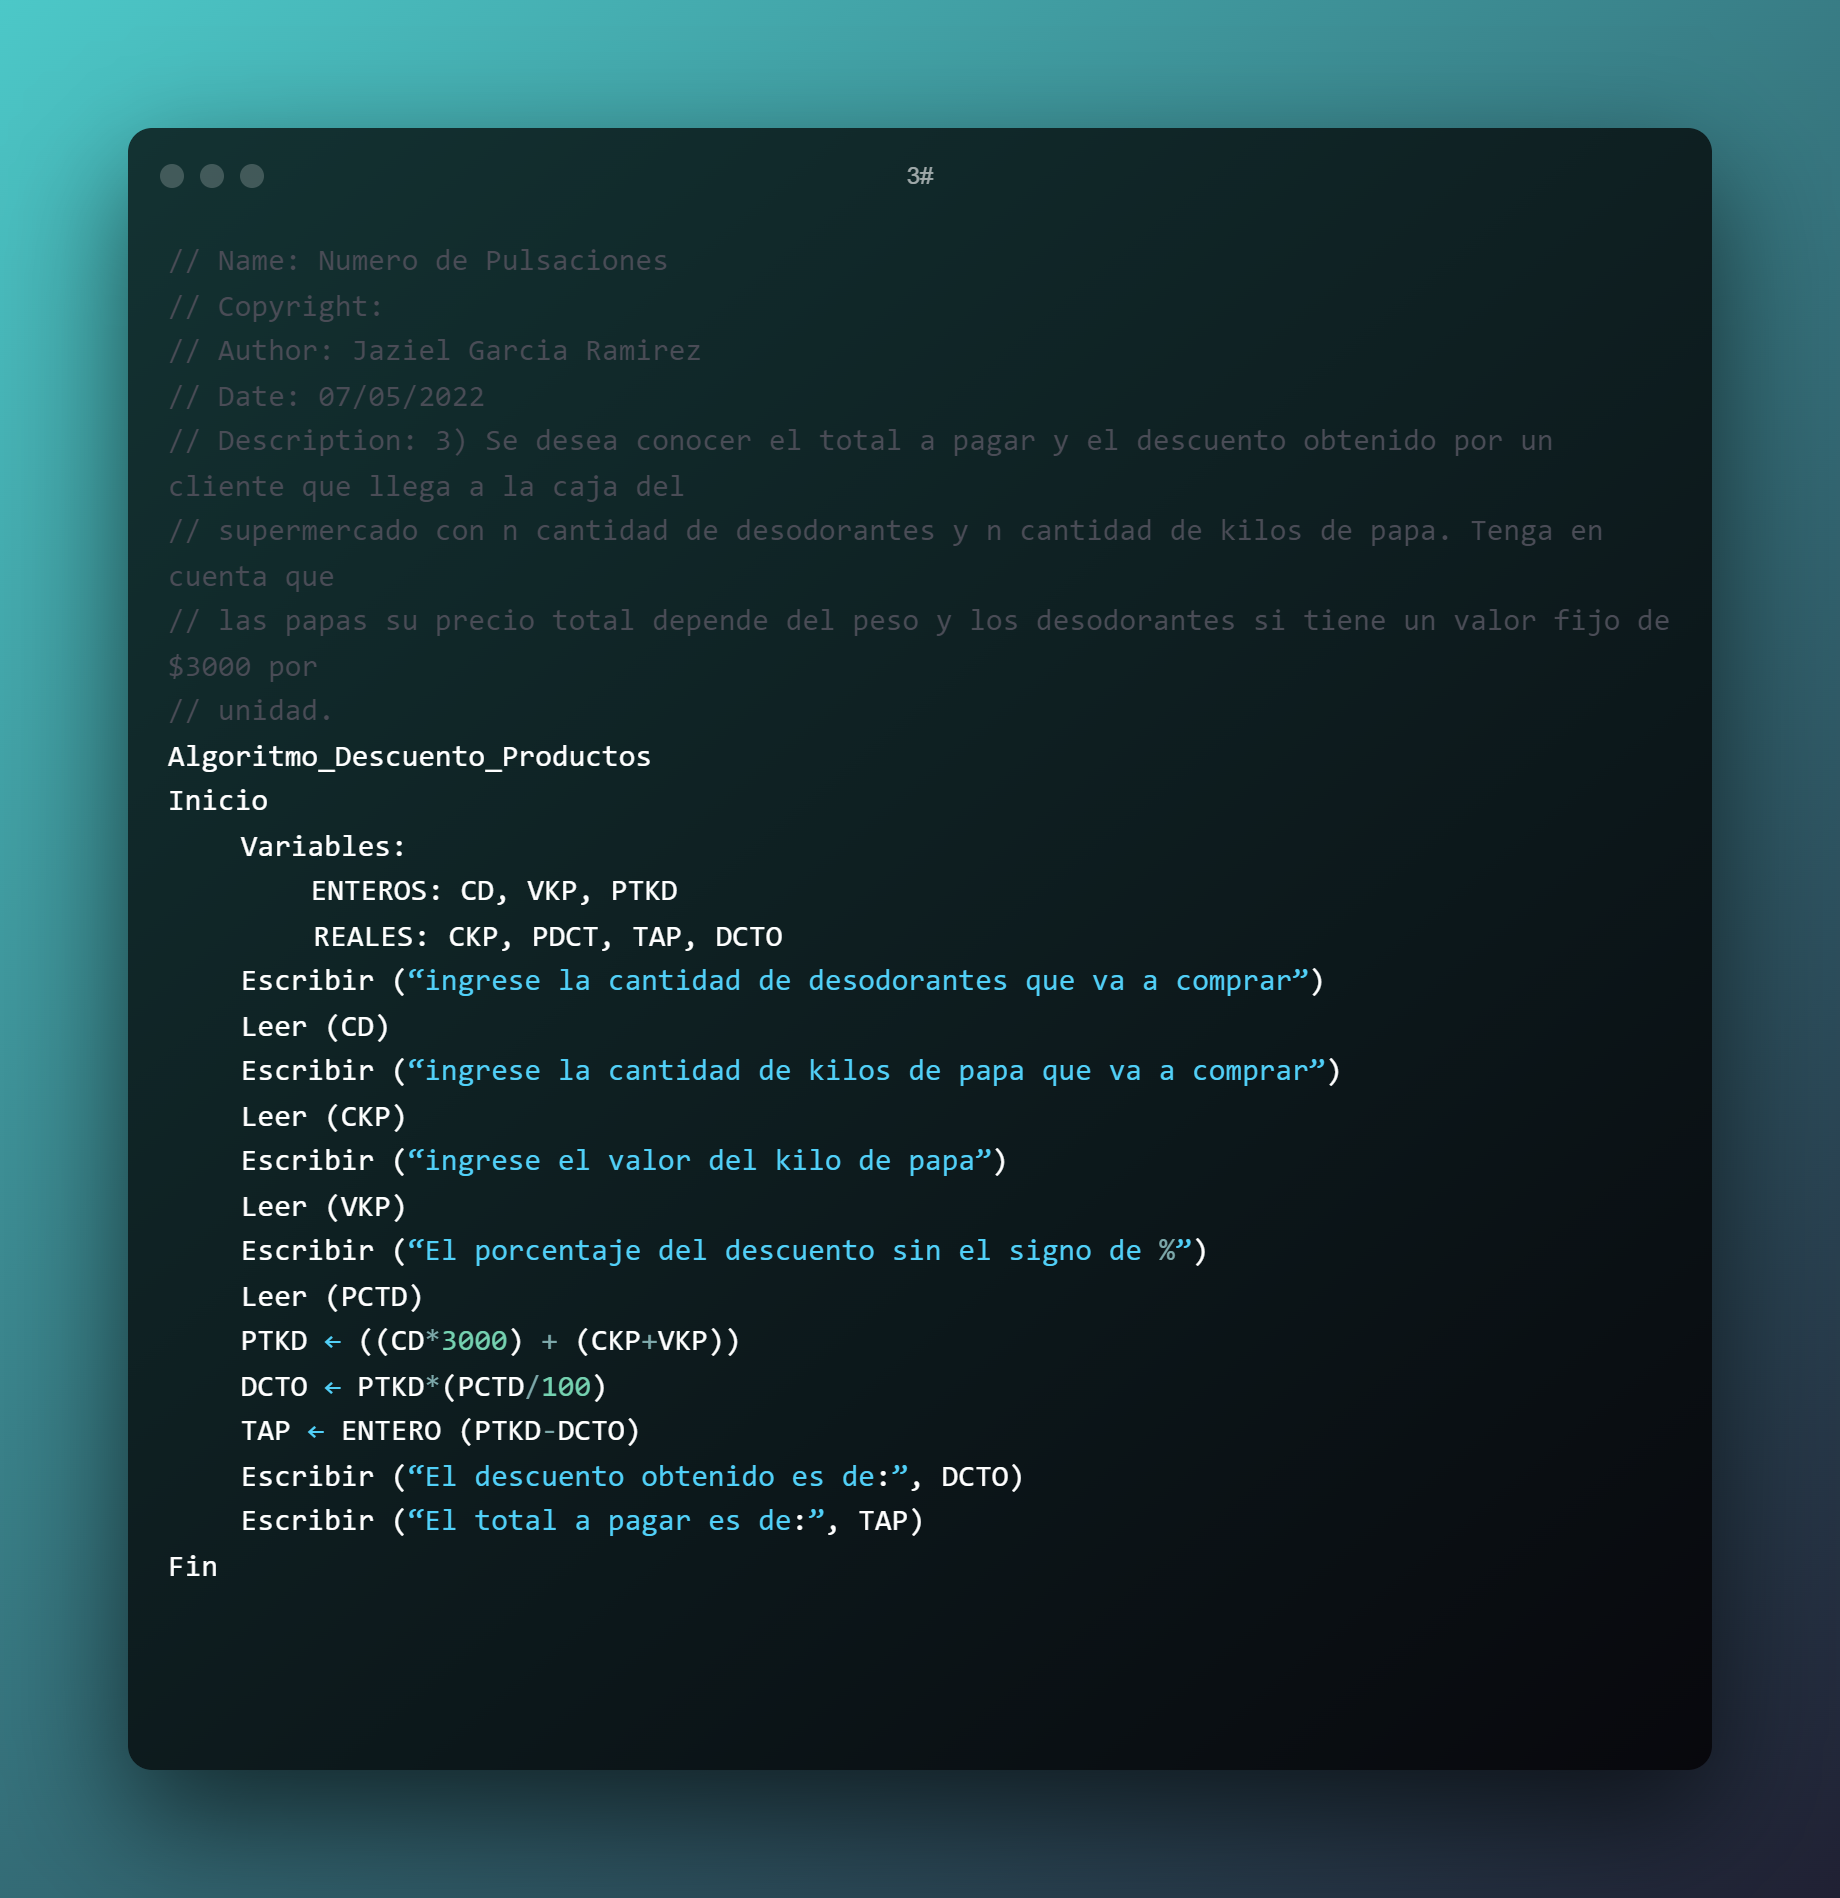 3#
// Name: Numero de Pulsaciones
// Copyright:
// Author: Jaziel Garcia Ramirez
// Date: 07/05/2022
// Description: 3) Se desea conocer el total a pagar y el descuento obtenido por un
cliente que llega a la caja del
// supermercado con n cantidad de desodorantes y n cantidad de kilos de papa. Tenga en
cuenta que
// las papas su precio total depende del peso y los desodorantes si tiene un valor fijo de
$3000 por
// unidad.
Algoritmo_Descuento_Productos
Inicio
Variables:
ENTEROS: CD, VKP, PTKD
REALES: CKP, PDCT, TAP, DCTO
Escribir (“ingrese la cantidad de desodorantes que va a comprar”)
Leer (CD)
Escribir (“ingrese la cantidad de kilos de papa que va a comprar”)
Leer (CKP)
Escribir (“ingrese el valor del kilo de papa”)
Leer (VKP)
Escribir (“El porcentaje del descuento sin el signo de %”)
Leer (PCTD)
PTKD ← ((CD*3000) + (CKP+VKP))
DCTO ← PTKD*(PCTD/100)
TAP ← ENTERO (PTKD-DCTO)
Escribir (“El descuento obtenido es de:”, DCTO)
Escribir (“El total a pagar es de:”, TAP)
Fin